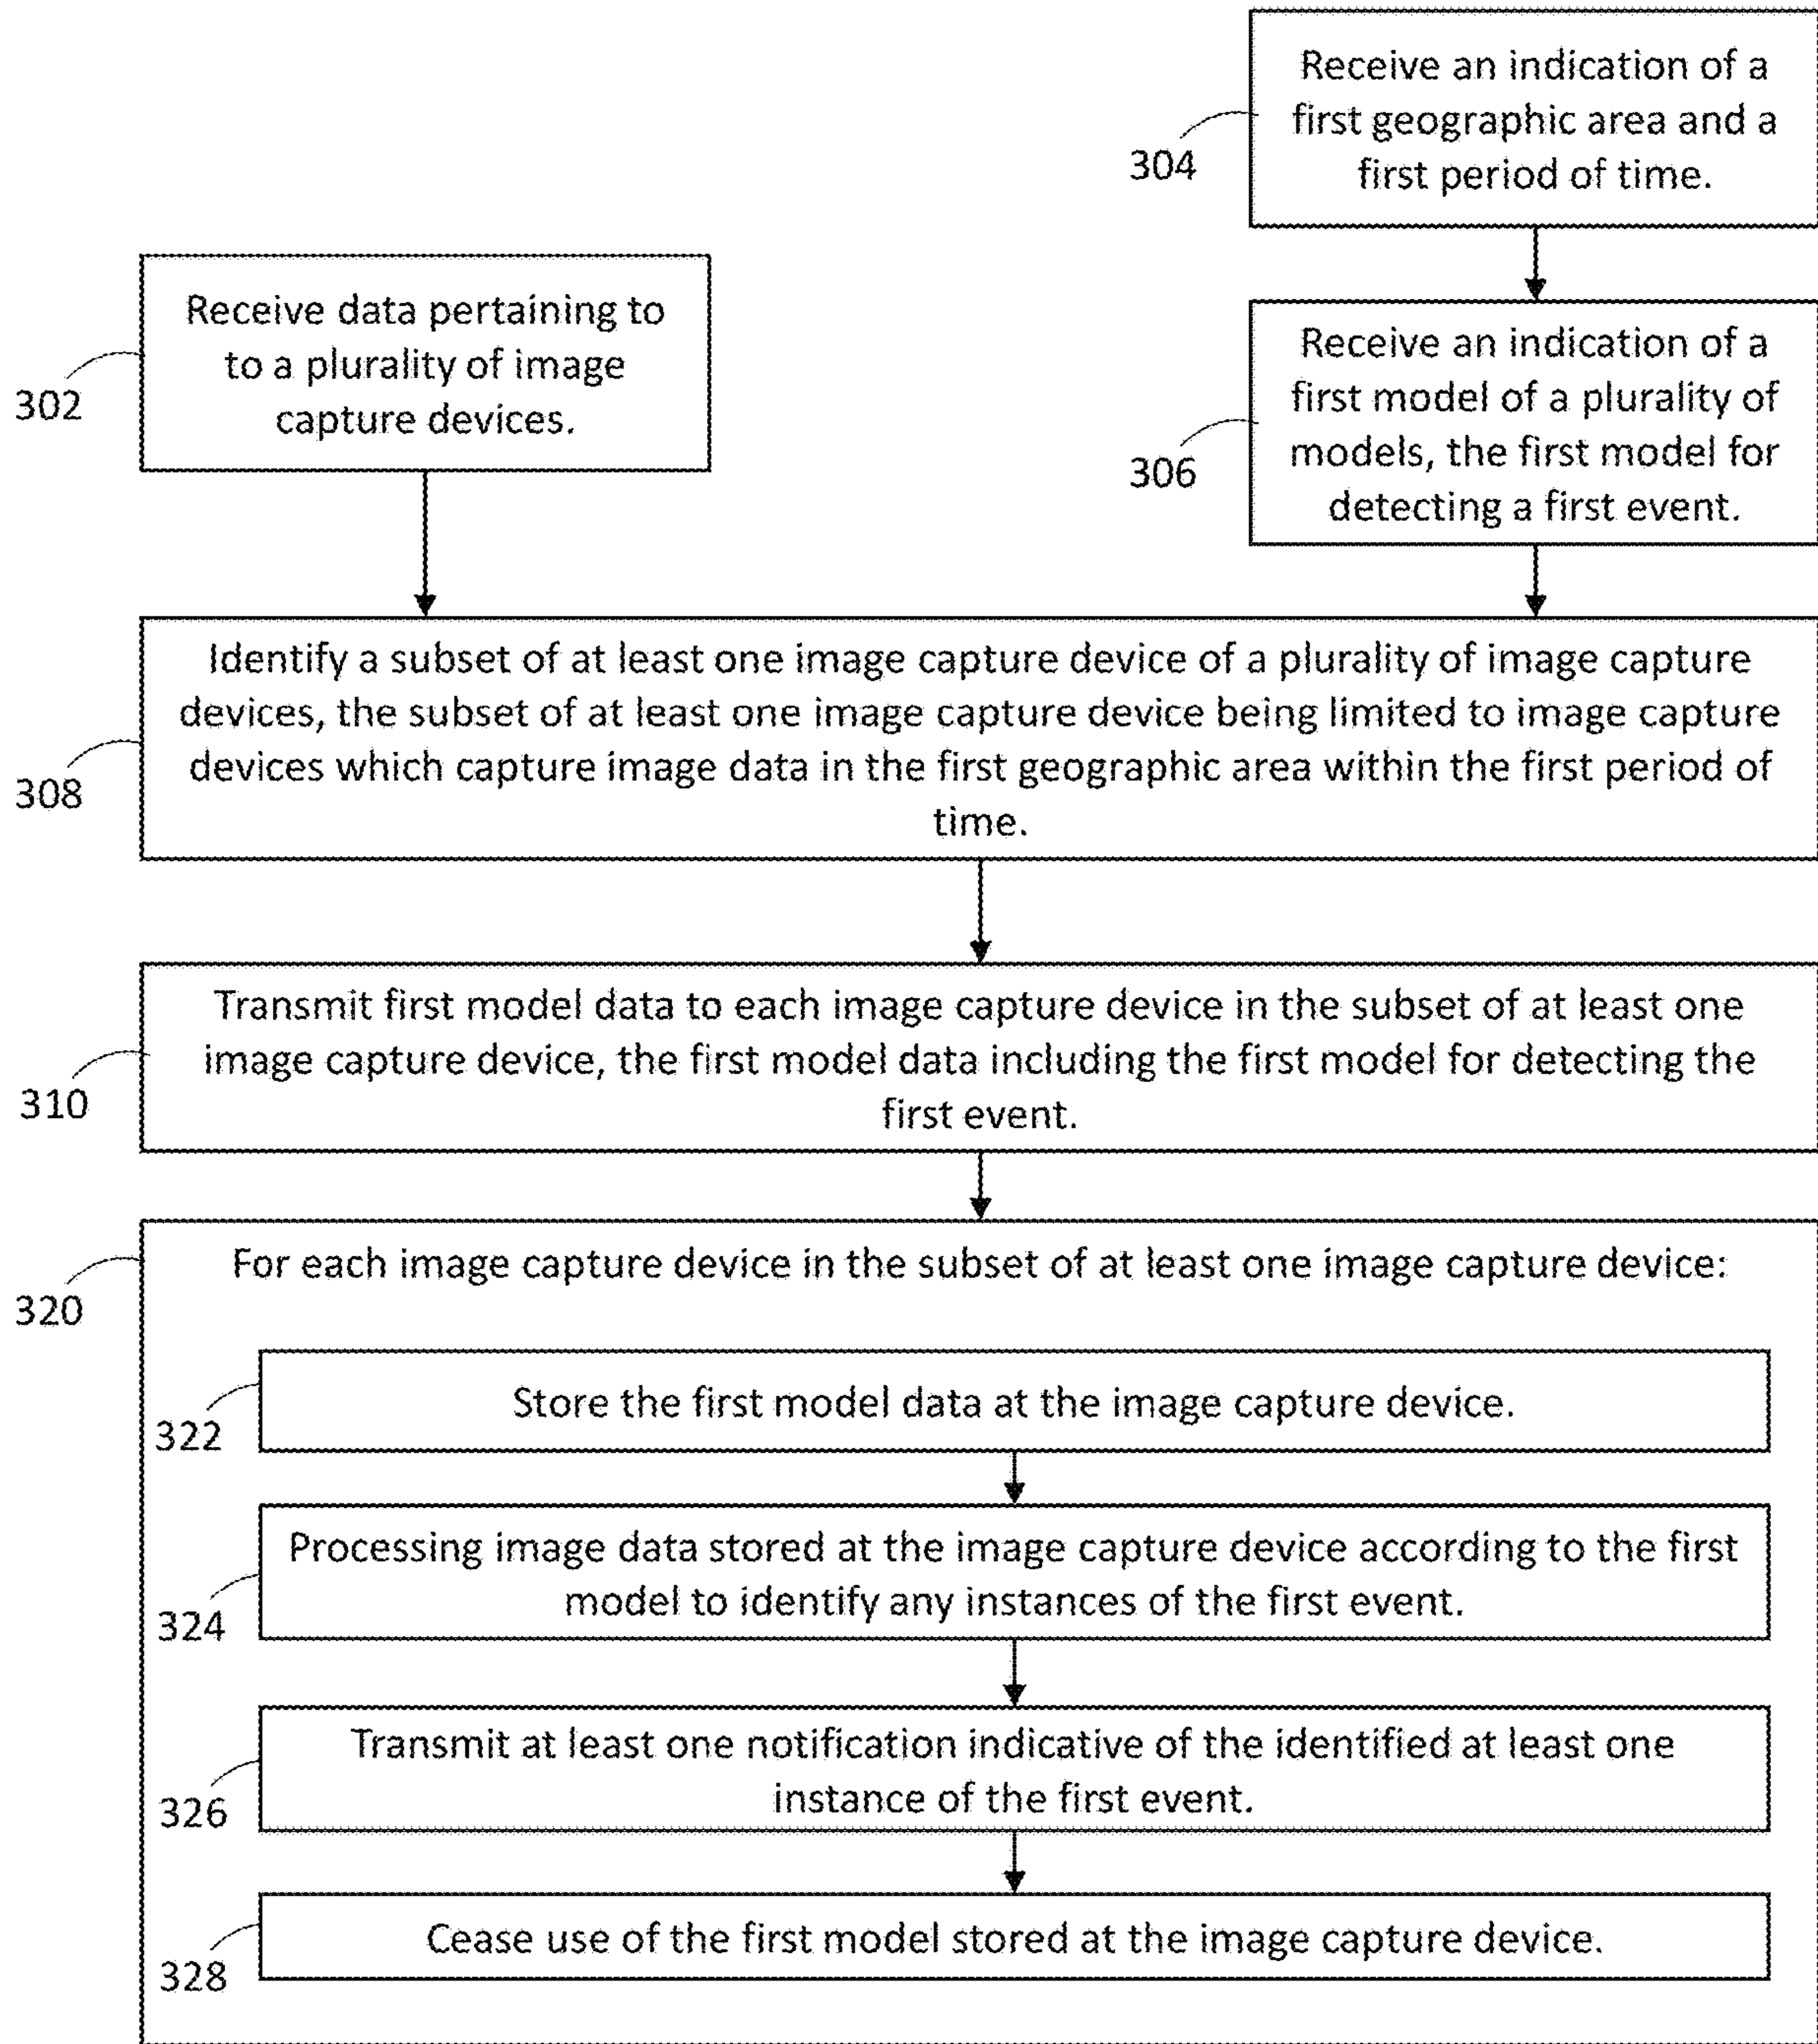 Receive an indication of a
first geographic area and a
first period of time.
304
Receive data pertaining to
to a plurality of image
capture devices.
302
Receive an indication of a
first model of a plurality of
models, the first model for
detecting a first event.
306
Identify a subset of at least one image capture device of a plurality of image capture
devices, the subset of at least one image capture device being limited to image capture
devices which capture image data in the first geographic area within the first period of
time.
308
Transmit first model data to each image capture device in the subset of at least one
image capture device, the first model data including the first model for detecting the
first event.
310
For each image capture device in the subset of at least one image capture device:
320
Store the first model data at the image capture device.
322
Processing image data stored at the image capture device according to the first
model to identify any instances of the first event.
324
Transmit at least one notification indicative of the identified at least one
instance of the first event.
326
Cease use of the first model stored at the image capture device.
328